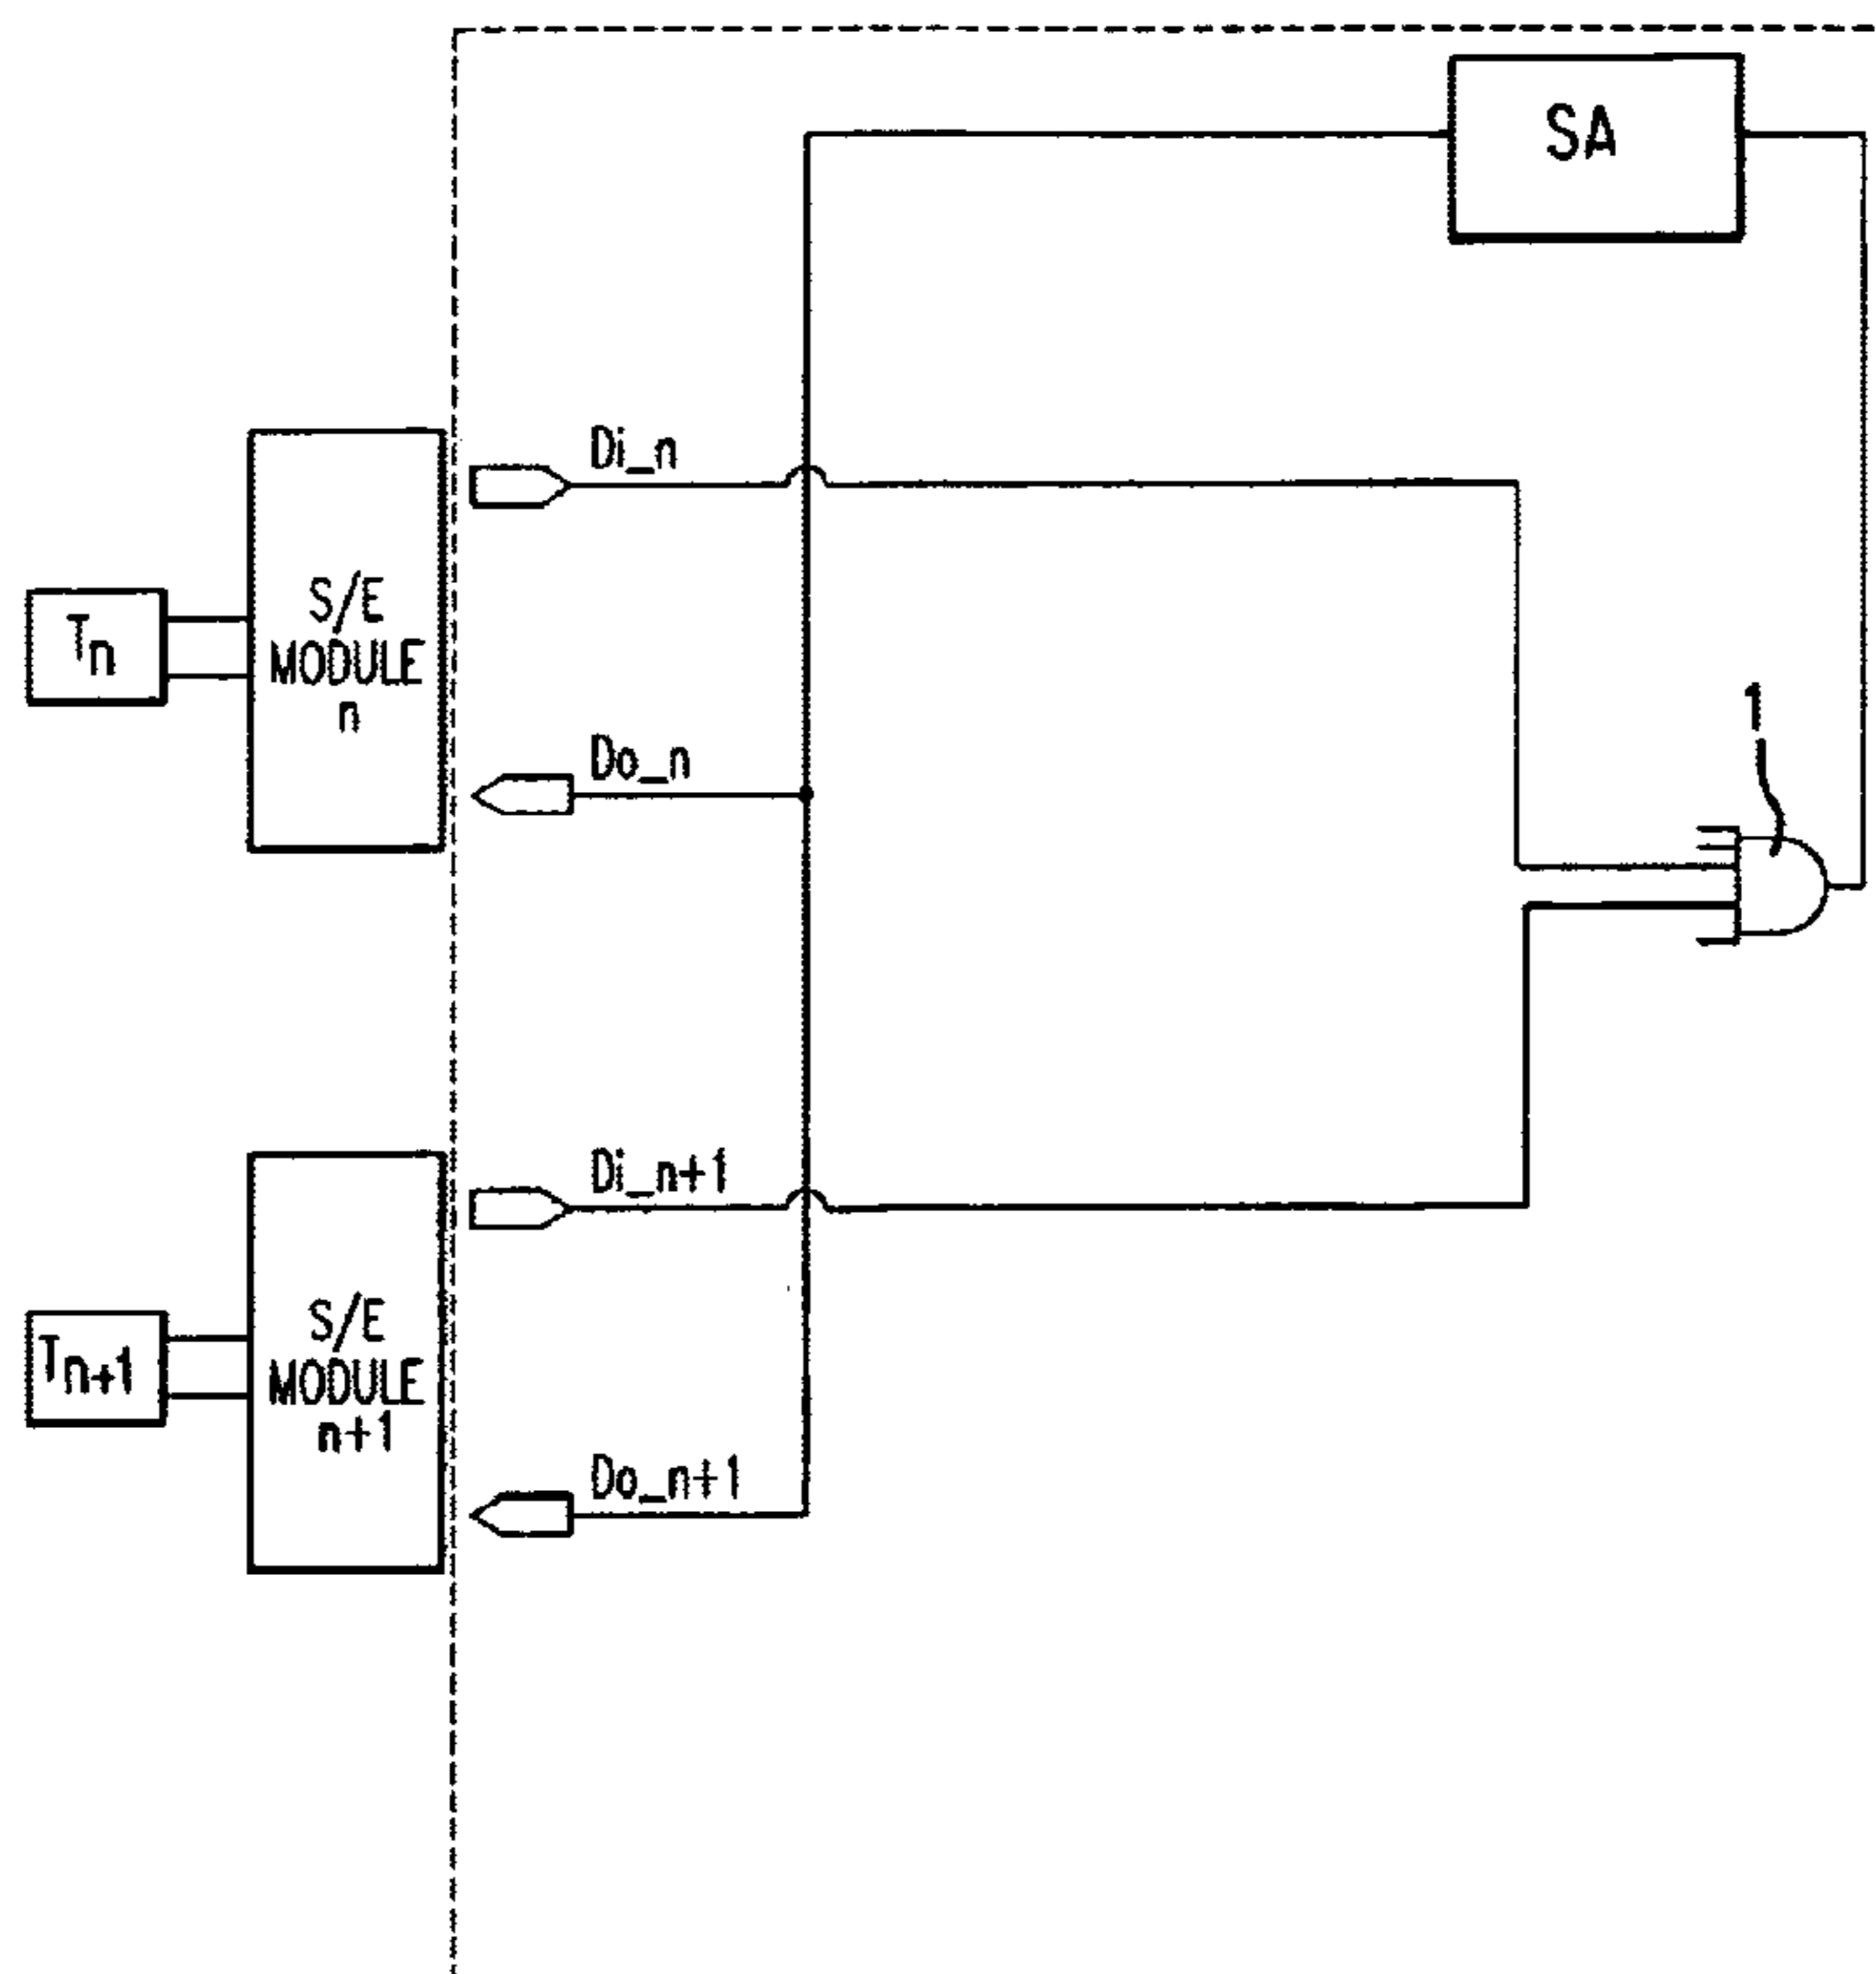 SA
Di_n
Tn
S/E
MODULE
n
Do_n
1
Di_n+1
Tn+1
S/E
MODULE
n+1
Do_n+1